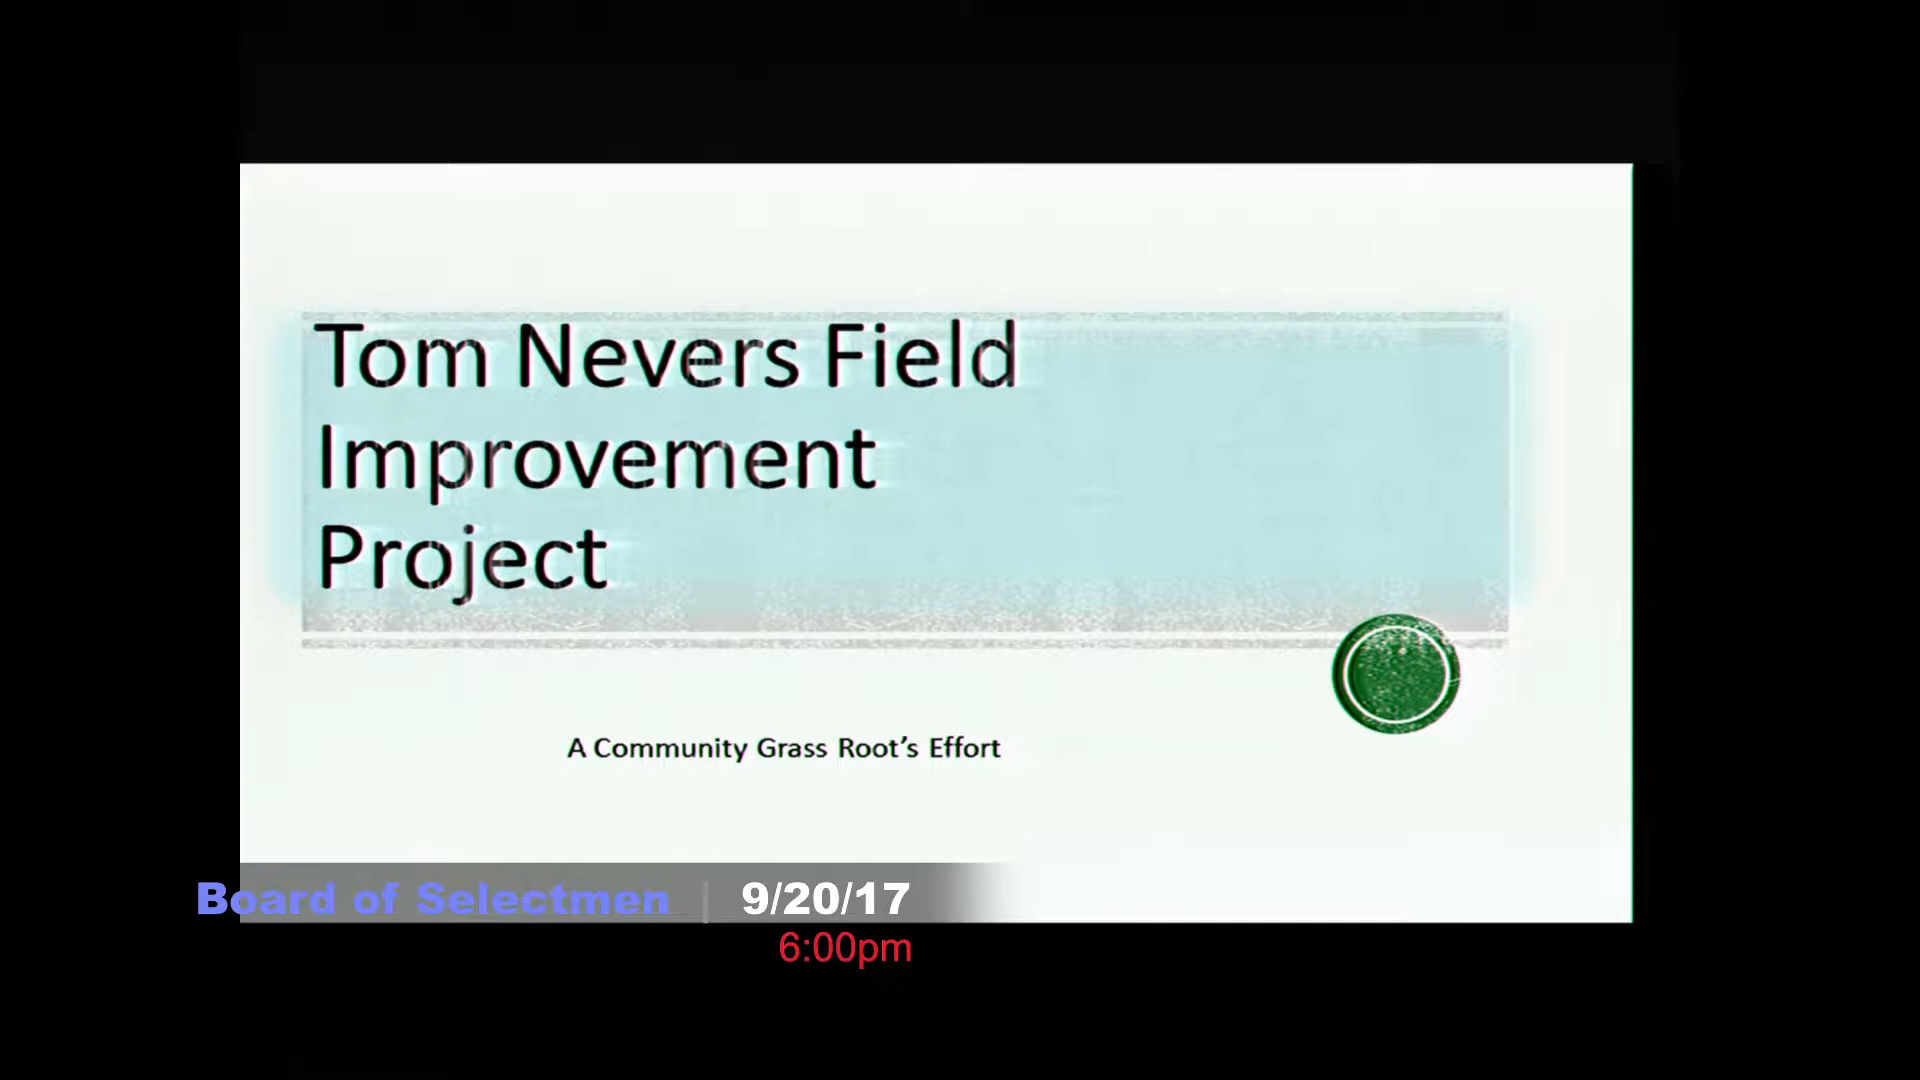 Tom Nevers Field
Improvement
Project
A Community Grass Root’s Effort
Board of Selectmen | 9/20/17
6:00pm